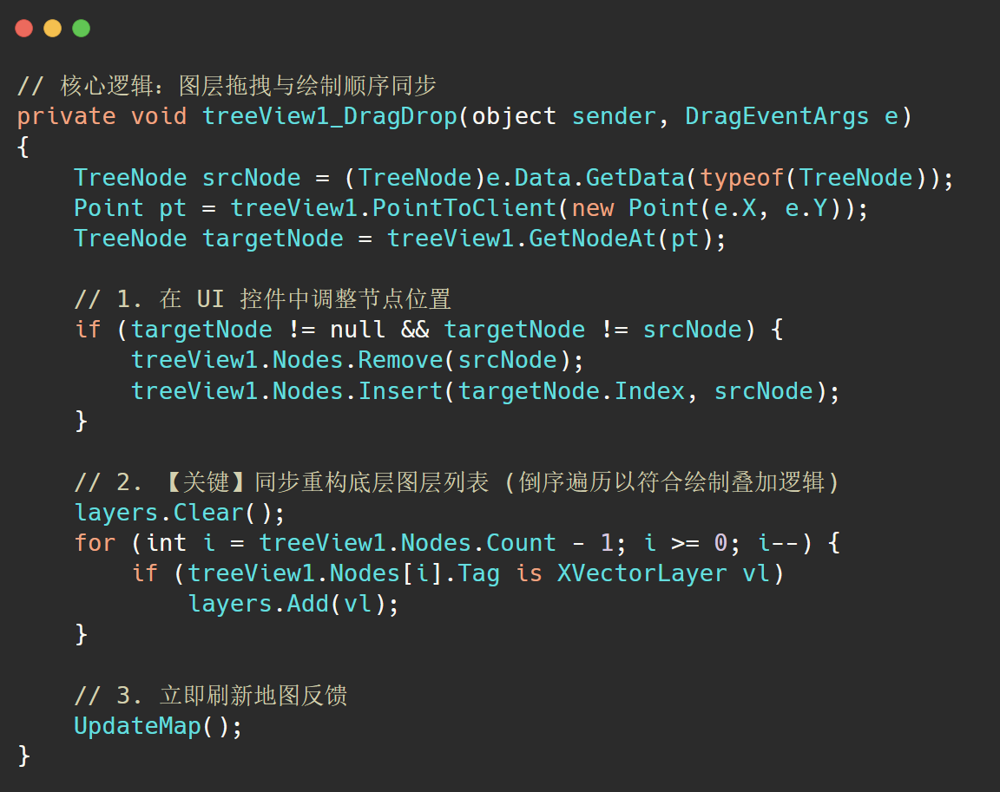 // 核心逻辑：图层拖拽与绘制顺序同步
private void treeView1_DragDrop(object sender, DragEventArgs e)
{
    TreeNode srcNode = (TreeNode)e.Data.GetData(typeof(TreeNode));
    Point pt = treeView1.PointToClient(new Point(e.X, e.Y));
    TreeNode targetNode = treeView1.GetNodeAt(pt);

    // 1. 在 UI 控件中调整节点位置
    if (targetNode != null && targetNode != srcNode) {
        treeView1.Nodes.Remove(srcNode);
        treeView1.Nodes.Insert(targetNode.Index, srcNode);
    }

    // 2. 【关键】同步重构底层图层列表 (倒序遍历以符合绘制叠加逻辑)
    layers.Clear();
    for (int i = treeView1.Nodes.Count - 1; i >= 0; i--) {
        if (treeView1.Nodes[i].Tag is XVectorLayer vl)
            layers.Add(vl);
    }

    // 3. 立即刷新地图反馈
    UpdateMap();
}